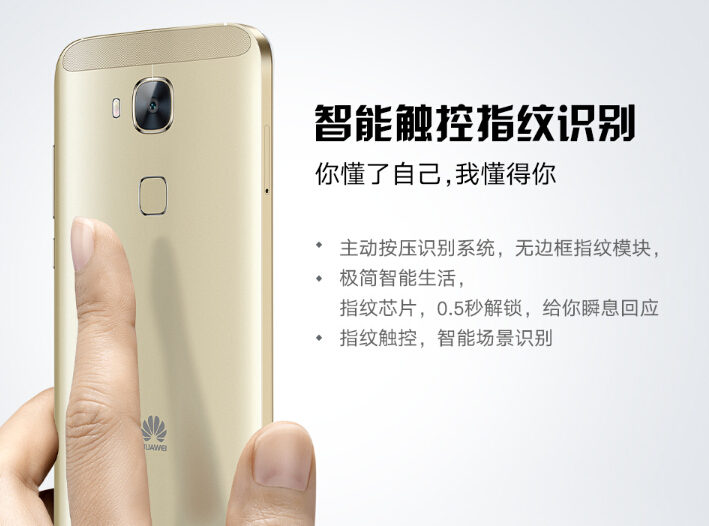 智能触控指纹识别
你懂了自己,我懂得你
主动按压识别系统，无边框指纹模块，
极简智能生活，
指纹芯片，0.5秒解锁，给你瞬息回应
指纹触控，智能场景识别
HUAWEI